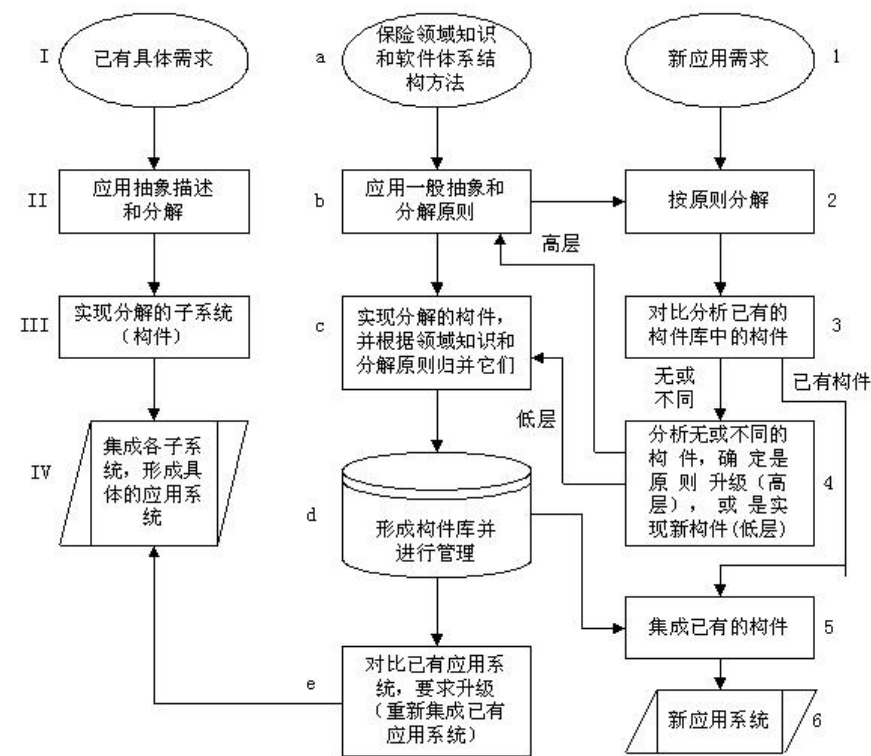 I
已有具体需求
II
应用抽象描述
和分解
III
实现分解的子系统
（构件）
IV
集成各子系
统，形成具
体的应用系
统
a
保险领域知识
和软件体系结
构方法
b
应用一般抽象和
分解原则
高层
c
实现分解的构件，
并根据领域知识和
分解原则归并它们
低层
d
形成构件库并
进行管理
e
对比已有应用系
统，要求升级
（重新集成已有
应用系统）
新应用需求
1
按原则分解
2
对比分析已有的
构件库中的构件
3
无或
不同
已有构件
分析无或不同的
构 件，确 定是
原 则 升级（高
层），或 是实
现新构件(低层)
4
集成已有的构件
5
新应用系统
6